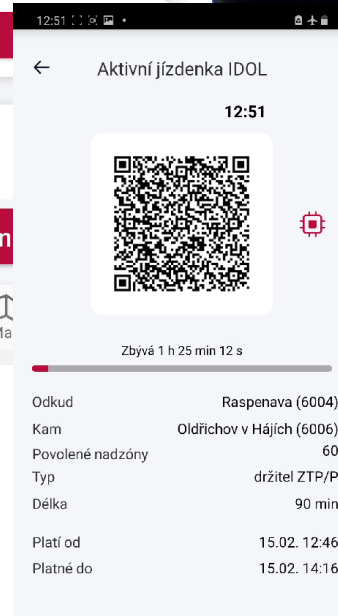 12:51
Aktivní jízdenka IDOL
12:51
n
Ma
Zbývá 1 h 25 min 12 s
Odkud Raspenava (6004)
Kam Oldřichov v Hájích (6006)
Povolené nadzóny 60
Typ držitel ZTP/P
Délka 90 min
Platí od 15.02. 12:46
Platné do 15.02. 14:16